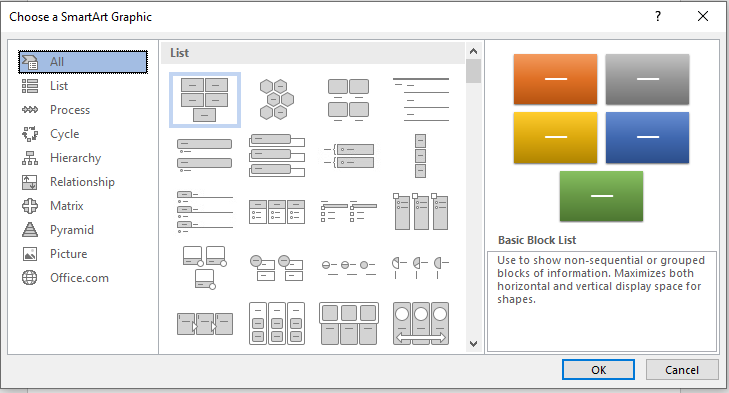 Choose a SmartArt Graphic
?
All
List
Process
Cycle
Hierarchy
Relationship
Matrix
Pyramid
Picture
Office.com
List
Basic Block List
Use to show non-sequential or grouped
blocks of information. Maximizes both
horizontal and vertical display space for
shapes.
OK
Cancel